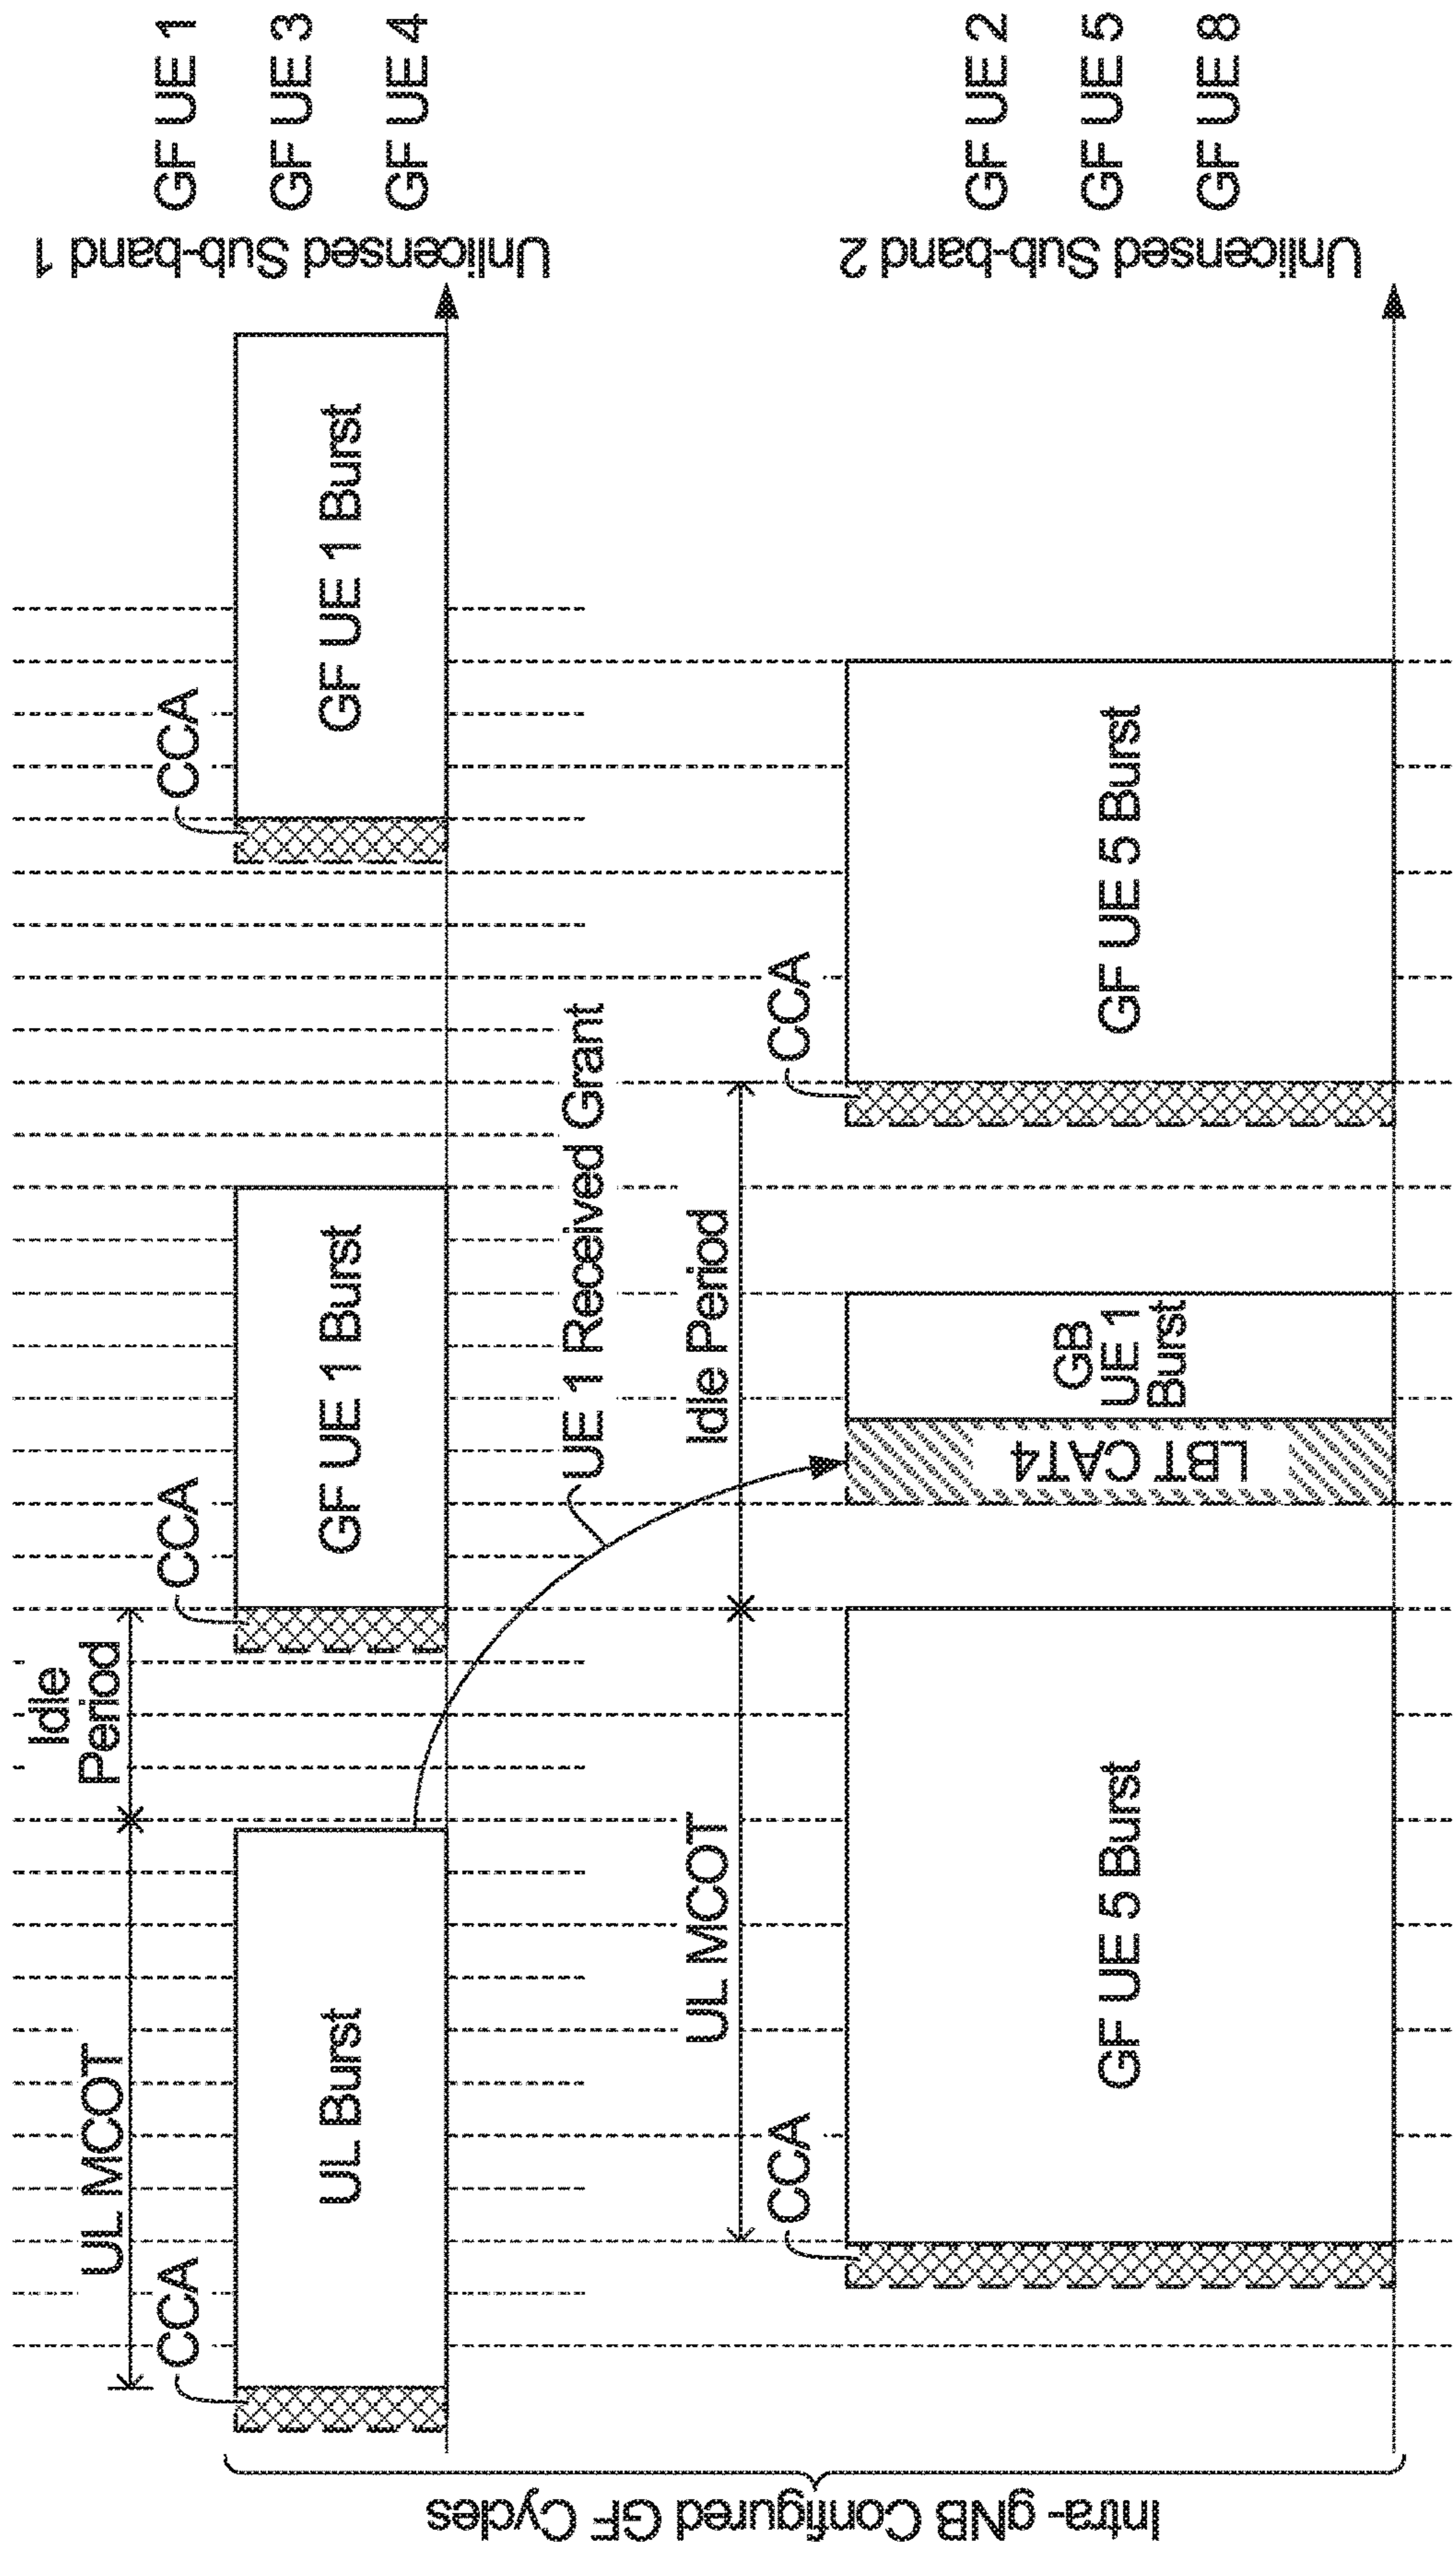 Intra-gNB Configured GF Cycles
UL MCOT
Idle
Period
CCA
CCA
CCA
UL Burst
GF UE 1 Burst
GF UE 1 Burst
Unlicensed Sub-band 1
GF UE 1
GF UE 3
GF UE 4
UE 1 Received Grant
UL MCOT
Idle Period
CCA
CCA
GF UE 5 Burst
LBT CAT4
GB
UE 1
Burst
GF UE 5 Burst
Unlicensed Sub-band 2
GF UE 2
GF UE 5
GF UE 8